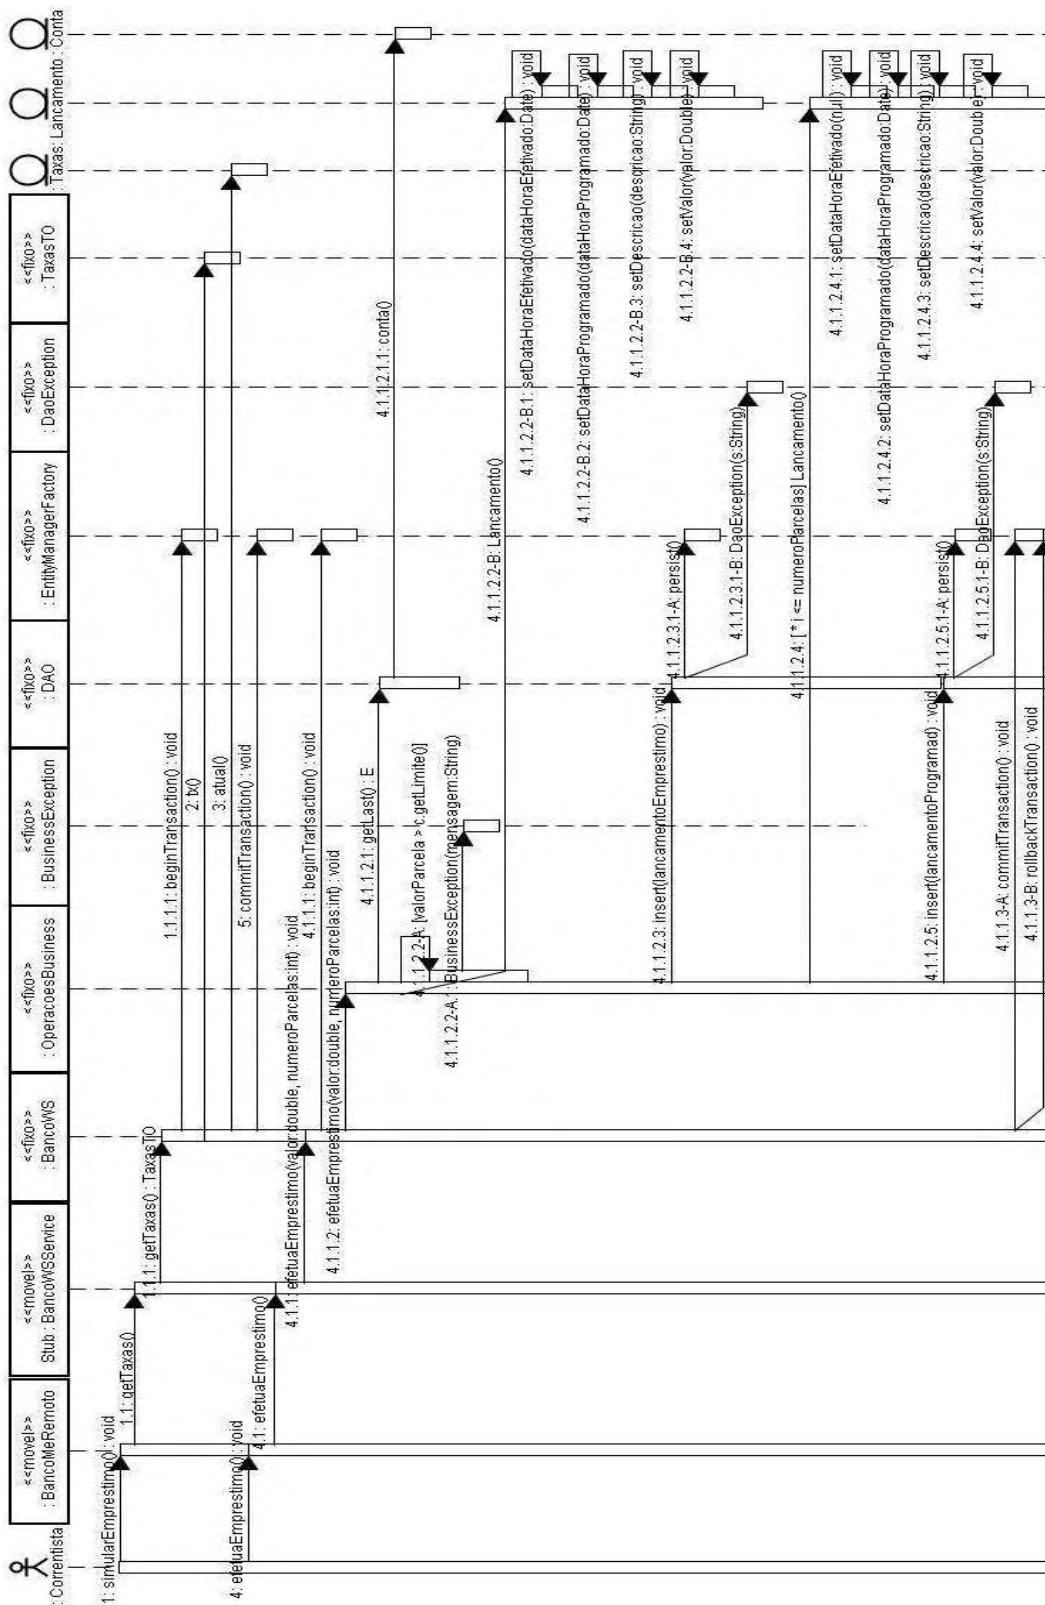 : Correntista
<<movel>>
: BancoMeRemoto
<<movel>>
Stub : BancoWSService
<<fixo>>
: BancoWS
<<fixo>>
: OperacoesBusiness
<<fixo>>
: BusinessException
<<fixo>>
: DAO
<<fixo>>
: EntityManagerFactory
<<fixo>>
: DaoException
<<fixo>>
: TaxasTO
: Taxas
: Lancamento
: Conta
1: simularEmprestimo() : void
1.1: getTaxas()
1.1.1: getTaxas() : TaxasTO
1.1.1.1: beginTransaction() : void
2: tx()
3: atual()
4: efetuaEmprestimo() : void
5: commitTransaction() : void
4.1: efetuaEmprestimo()
4.1.1: efetuaEmprestimo(valor:double, numeroParcelas:int) : void
4.1.1.1: beginTransaction() : void
4.1.1.2: efetuaEmprestimo(valor:double, numeroParcelas:int) : void
4.1.1.2.1: getLast() : E
4.1.1.2.1.1: conta()
4.1.1.2.2-A: [valorParcela > c.getLimite()]
4.1.1.2.2-A.1: BusinessException(mensagem:String)
4.1.1.2.2-B: Lancamento()
4.1.1.2.2-B.1: setDataHoraEfetivado(dataHoraEfetivado:Date) : void
4.1.1.2.2-B.2: setDataHoraProgramado(dataHoraProgramado:Date) : void
4.1.1.2.2-B.3: setDescricao(descricao:String) : void
4.1.1.2.2-B.4: setValor(valor:Double) : void
4.1.1.2.3: insert(lancamentoEmprestimo) : void
4.1.1.2.3.1-A: persist()
4.1.1.2.3.1-B: DaoException(s:String)
4.1.1.2.4: [ * i <= numeroParcelas] Lancamento()
4.1.1.2.4.1: setDataHoraEfetivado(null) : void
4.1.1.2.4.2: setDataHoraProgramado(dataHoraProgramado:Date) : void
4.1.1.2.4.3: setDescricao(descricao:String) : void
4.1.1.2.4.4: setValor(valor:Double) : void
4.1.1.2.5: insert(lancamentoProgramad) : void
4.1.1.2.5.1-A: persist()
4.1.1.2.5.1-B: DaoException(s:String)
4.1.1.3-A: commitTransaction() : void
4.1.1.3-B: rollbackTransaction() : void